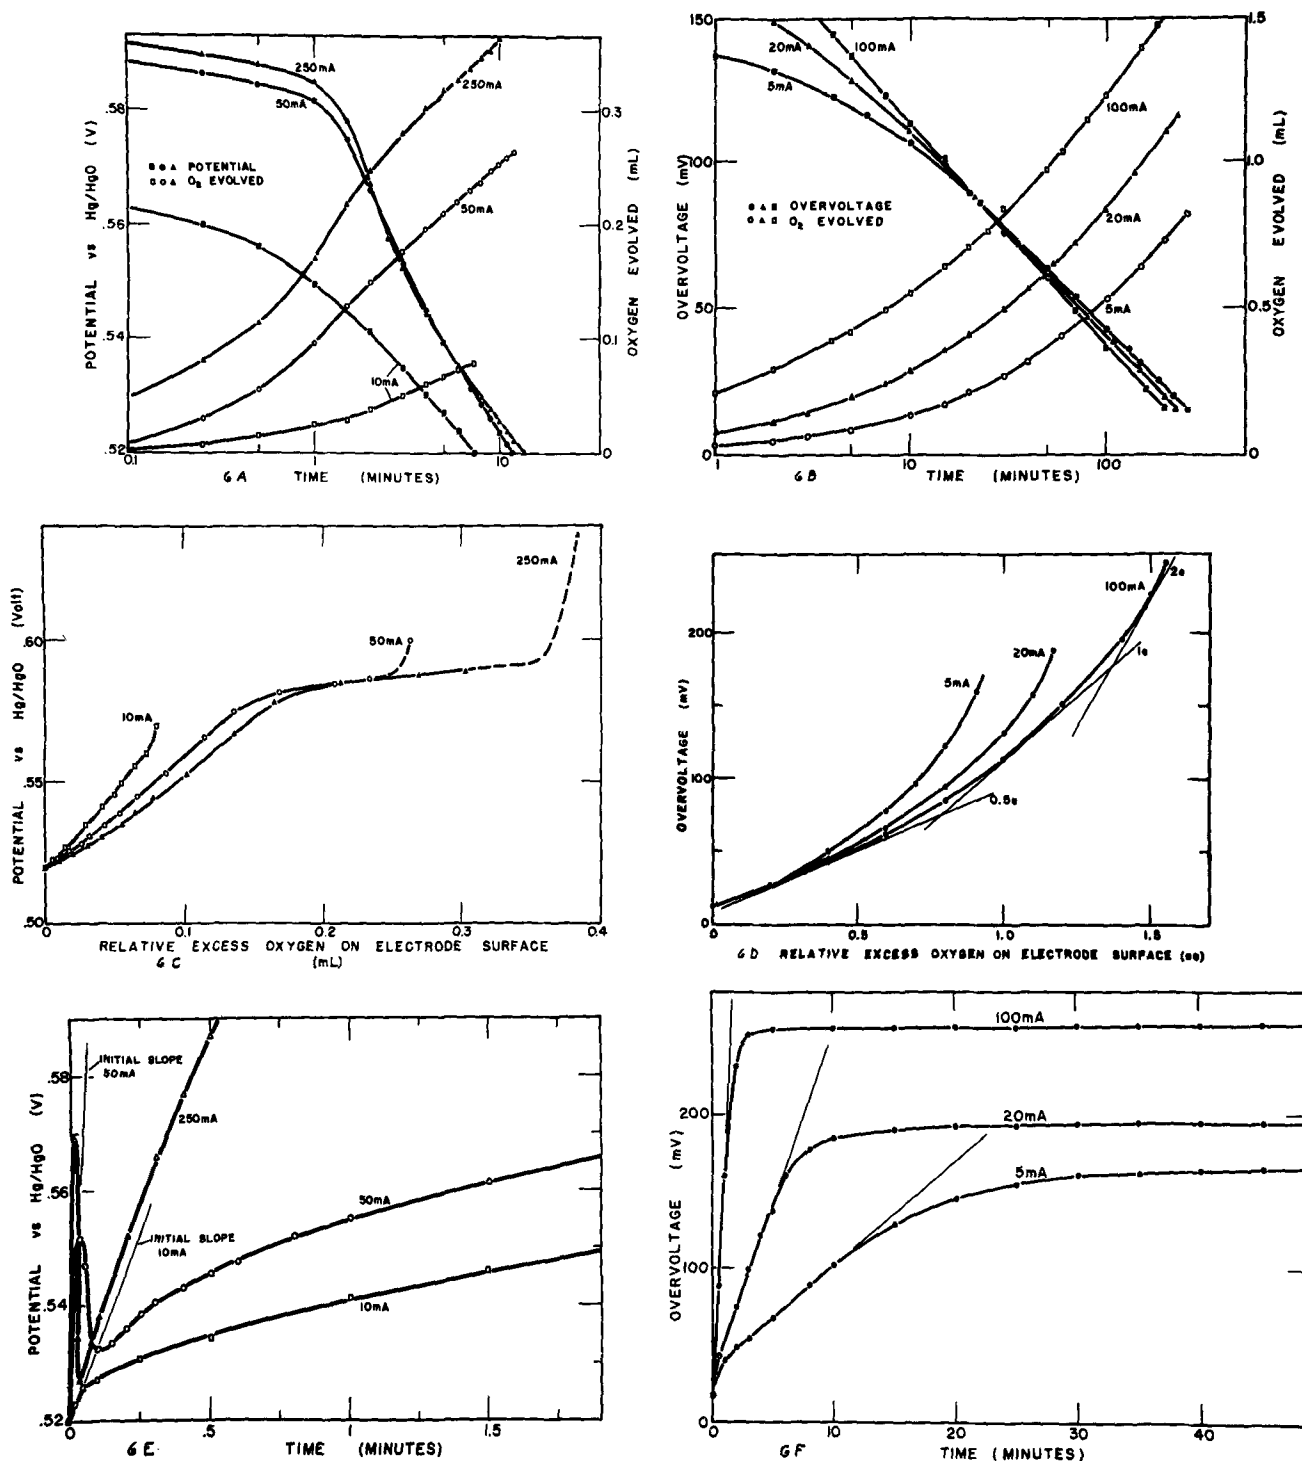 250mA
50mA
250mA
50mA
10mA
POTENTIAL
O₂ EVOLVED
.58
.56
.54
.52
0.3
0.2
0.1
0
0.1
1
10
POTENTIAL vs Hg/HgO (V)
OXYGEN EVOLVED (mL)
6A TIME (MINUTES)
150
100
50
0
1.5
1.0
0.5
0
20mA
100mA
5mA
100mA
20mA
5mA
OVERVOLTAGE
O₂ EVOLVED
OVERVOLTAGE (mV)
OXYGEN EVOLVED (mL)
1
10
100
6B TIME (MINUTES)
250mA
50mA
10mA
.60
.55
.50
POTENTIAL vs Hg/HgO (Volt)
0
0.1
0.2
0.3
0.4
RELATIVE EXCESS OXYGEN ON ELECTRODE SURFACE
6C (mL)
100mA
2e
1e
20mA
5mA
0.5e
200
100
0
OVERVOLTAGE (mV)
0
0.5
1.0
1.5
6D RELATIVE EXCESS OXYGEN ON ELECTRODE SURFACE (cc)
INITIAL SLOPE
50mA
250mA
50mA
INITIAL SLOPE
10mA
10mA
.58
.56
.54
.52
POTENTIAL vs Hg/HgO (V)
0
.5
1
1.5
6E TIME (MINUTES)
100mA
20mA
5mA
200
100
0
OVERVOLTAGE (mV)
0
10
20
30
40
6F TIME (MINUTES)